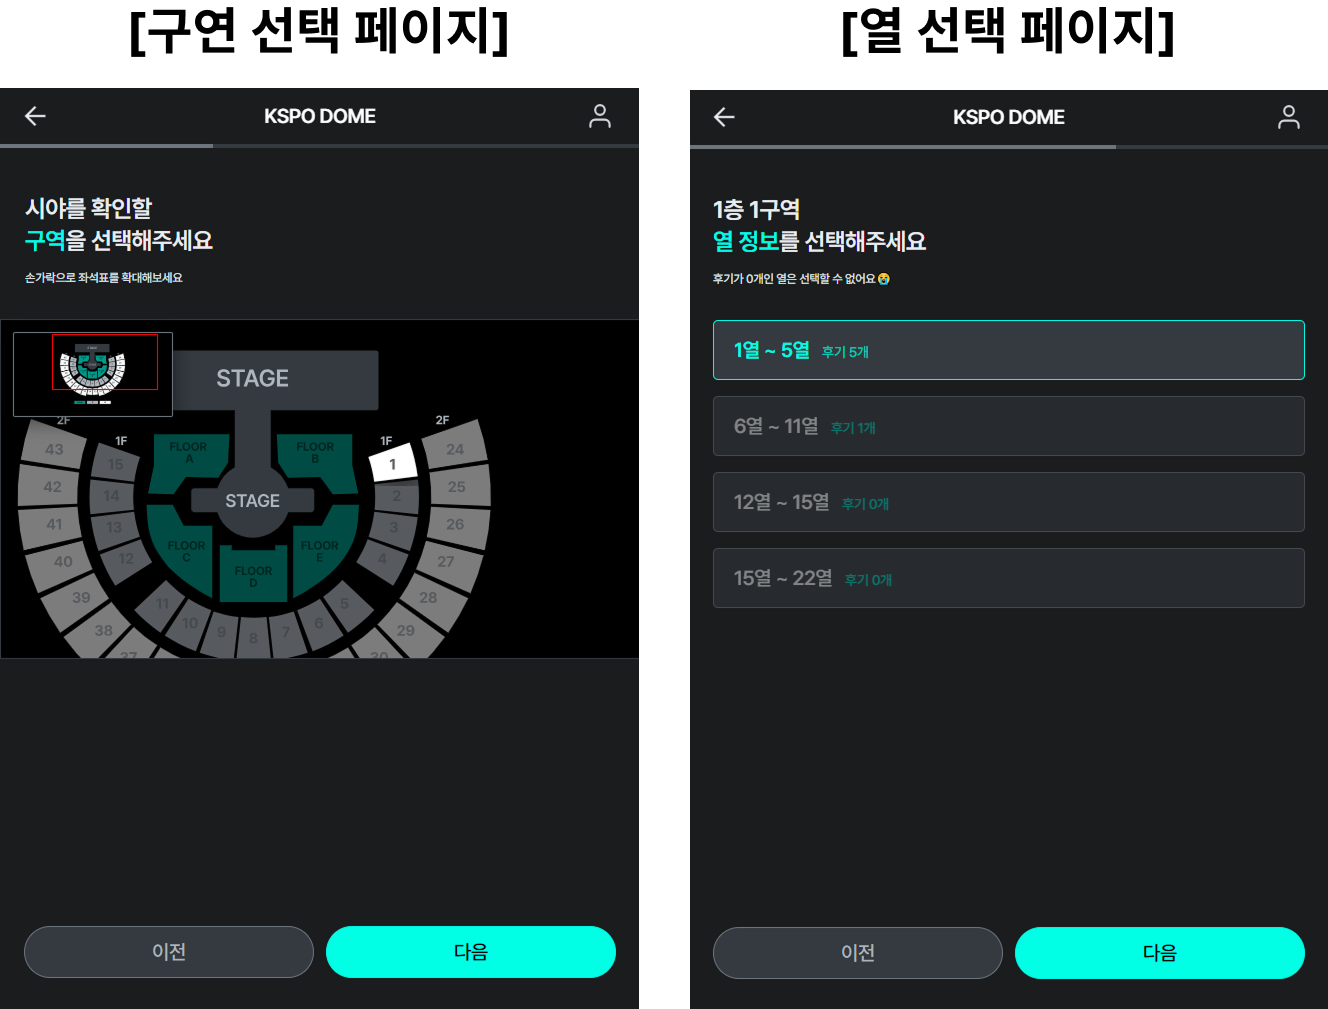 [구연 선택 페이지]
KSPO DOME
시야를 확인할
구역을 선택해주세요
손가락으로 좌석표를 확대해보세요
STAGE
2F
1F
1F
2F
FLOOR
A
FLOOR
B
43
15
1
24
42
14
STAGE
2
25
41
13
3
26
40
12
FLOOR
C
FLOOR
D
FLOOR
E
4
27
39
11
5
28
38
10
9
8
7
6
29
37
30
이전
다음
[열 선택 페이지]
KSPO DOME
1층 1구역
열 정보를 선택해주세요
후기가 0개인 열은 선택할 수 없어요😭
1열 ~ 5열 후기 5개
6열 ~ 11열 후기 1개
12열 ~ 15열 후기 0개
15열 ~ 22열 후기 0개
이전
다음